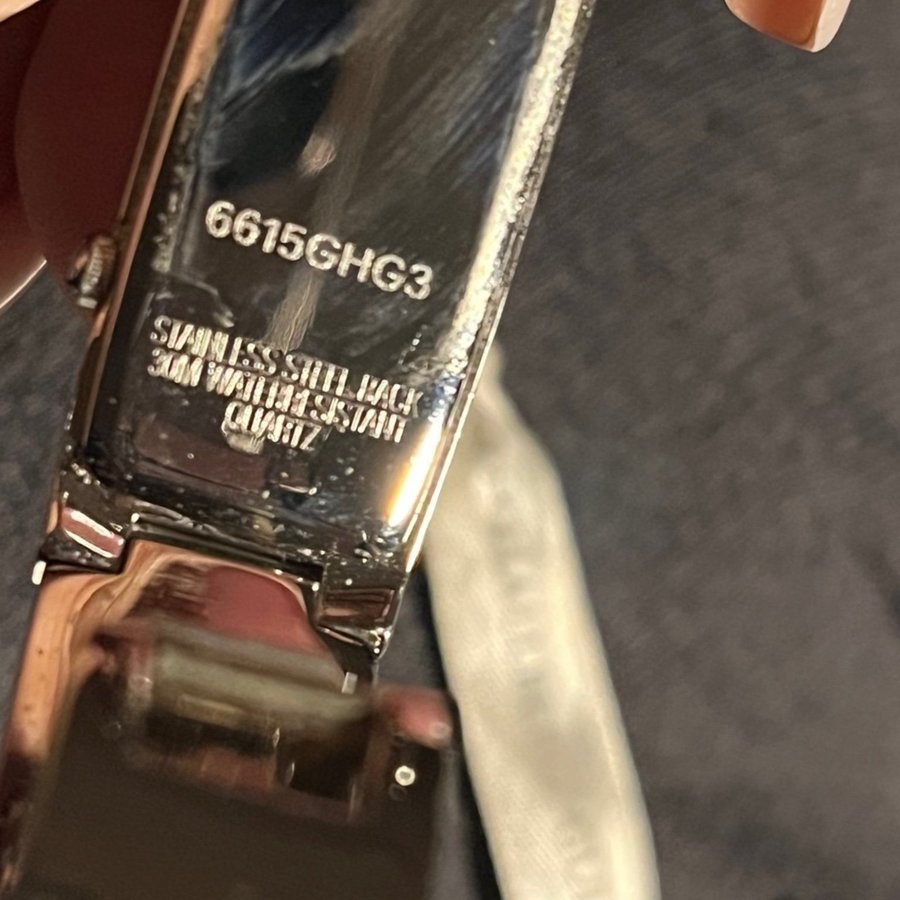 6615GHG3
STAINLESS STEEL BACK
30M WATER RESISTANT
QUARTZ